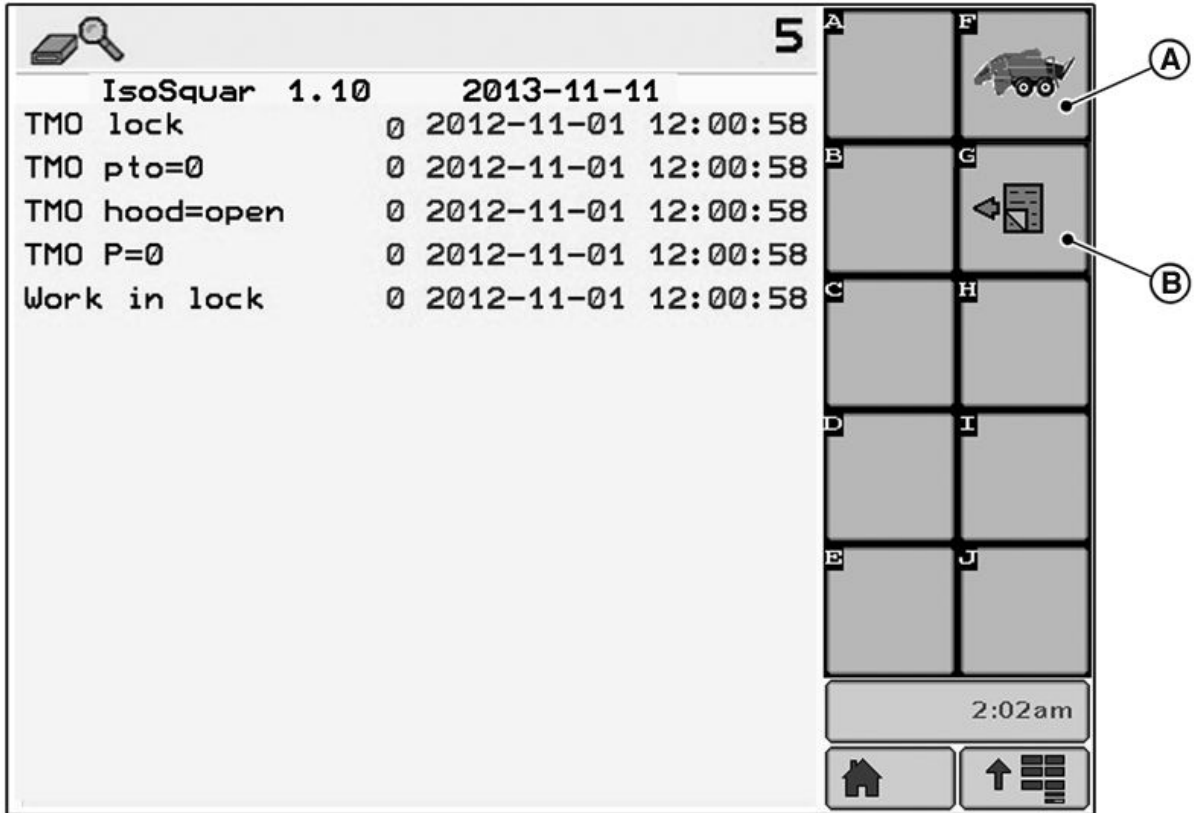 5
IsoSquar 1.10 2013-11-11
TMO lock 0 2012-11-01 12:00:58
TMO pto=0 0 2012-11-01 12:00:58
TMO hood=open 0 2012-11-01 12:00:58
TMO P=0 0 2012-11-01 12:00:58
Work in lock 0 2012-11-01 12:00:58
A F
B G
C H
D I
E J
2:02am
A
B